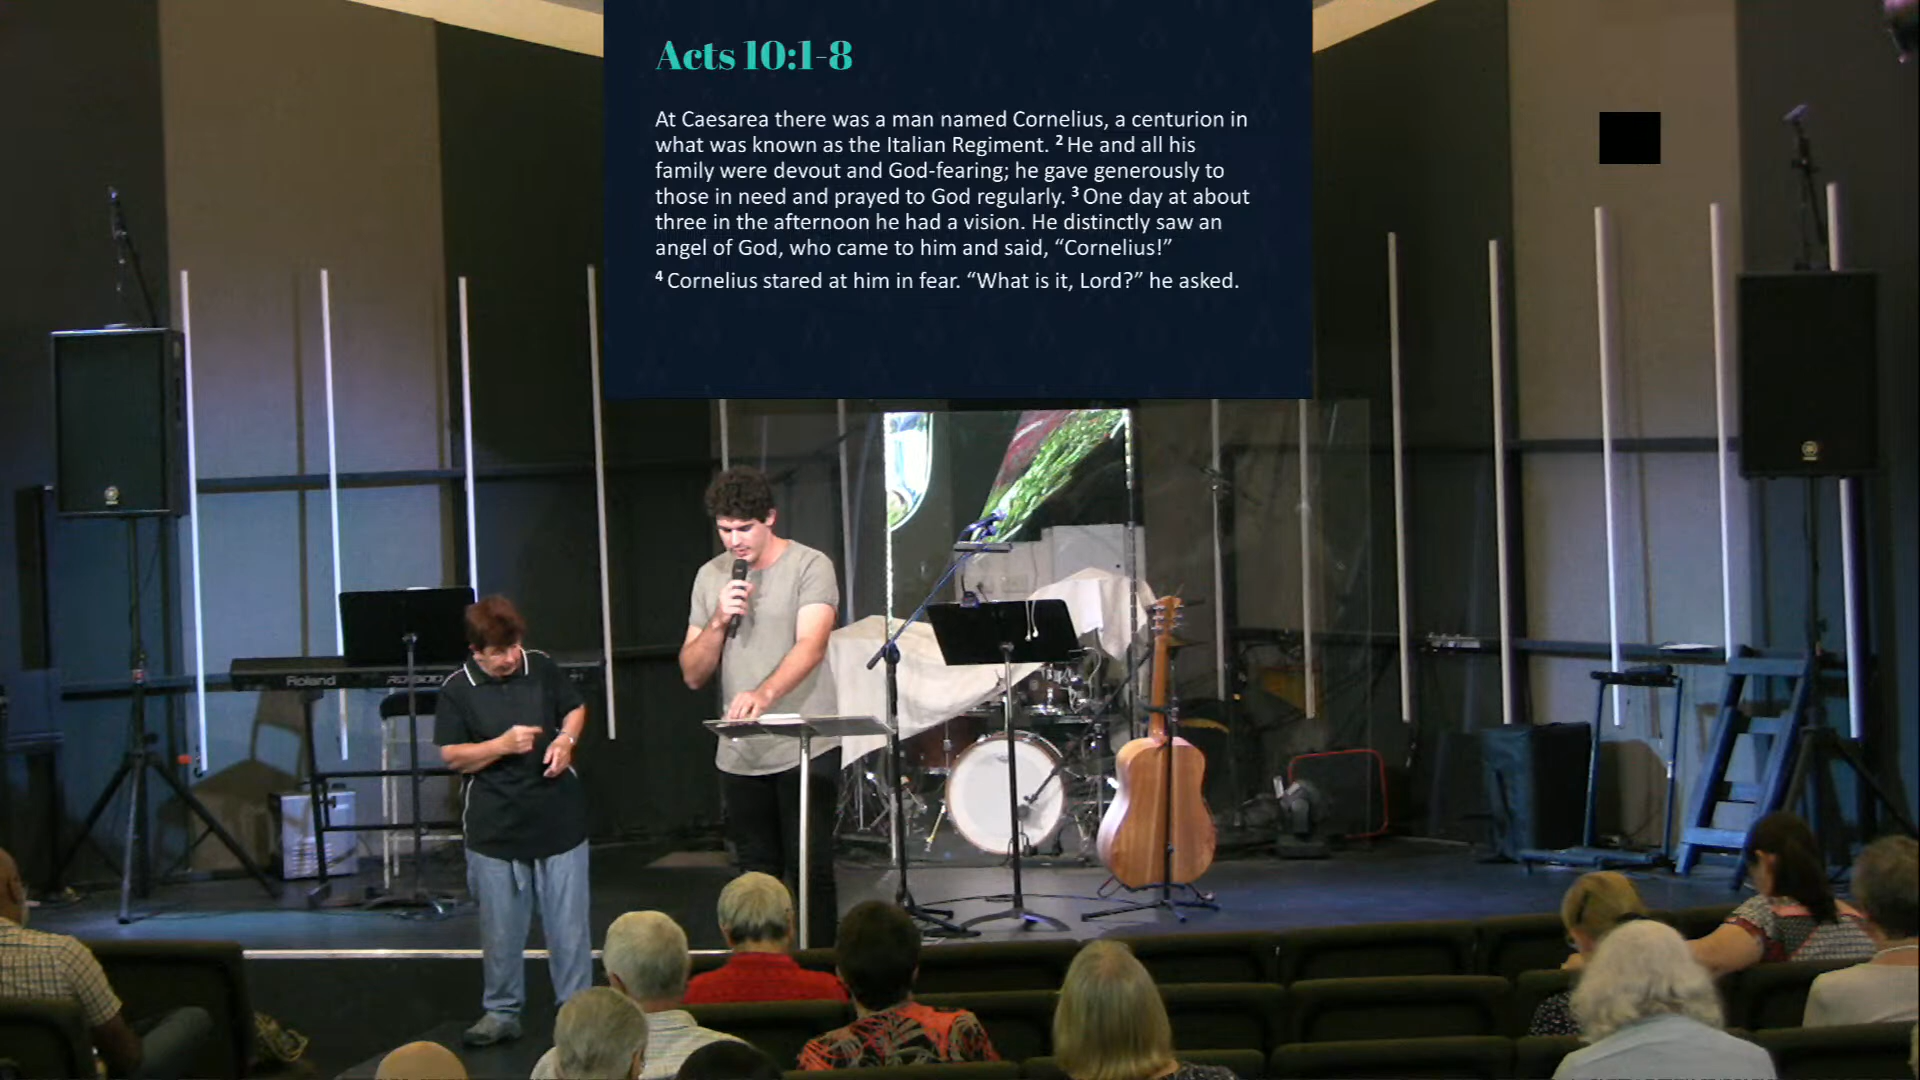 Acts 10:1-8
At Caesarea there was a man named Cornelius, a centurion in
what was known as the Italian Regiment. ² He and all his
family were devout and God-fearing; he gave generously to
those in need and prayed to God regularly. ³ One day at about
three in the afternoon he had a vision. He distinctly saw an
angel of God, who came to him and said, “Cornelius!”
⁴ Cornelius stared at him in fear. “What is it, Lord?” he asked.
Roland